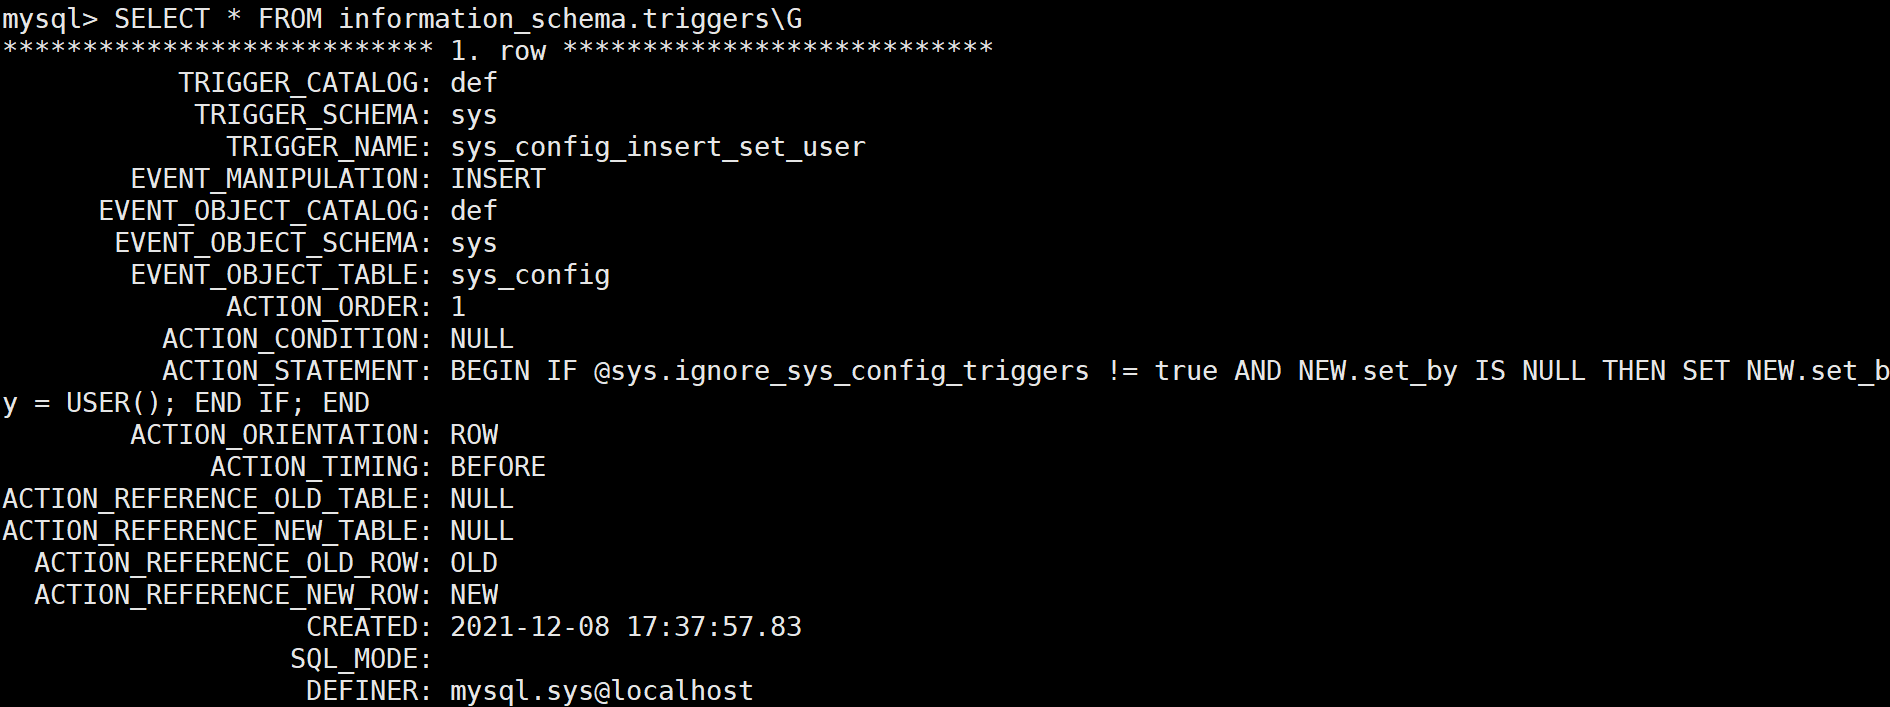 mysql> SELECT * FROM information_schema.triggers\G
*************************** 1. row ***************************
TRIGGER_CATALOG: def
TRIGGER_SCHEMA: sys
TRIGGER_NAME: sys_config_insert_set_user
EVENT_MANIPULATION: INSERT
EVENT_OBJECT_CATALOG: def
EVENT_OBJECT_SCHEMA: sys
EVENT_OBJECT_TABLE: sys_config
ACTION_ORDER: 1
ACTION_CONDITION: NULL
ACTION_STATEMENT: BEGIN IF @sys.ignore_sys_config_triggers != true AND NEW.set_by IS NULL THEN SET NEW.set_b
y = USER(); END IF; END
ACTION_ORIENTATION: ROW
ACTION_TIMING: BEFORE
ACTION_REFERENCE_OLD_TABLE: NULL
ACTION_REFERENCE_NEW_TABLE: NULL
ACTION_REFERENCE_OLD_ROW: OLD
ACTION_REFERENCE_NEW_ROW: NEW
CREATED: 2021-12-08 17:37:57.83
SQL_MODE:
DEFINER: mysql.sys@localhost